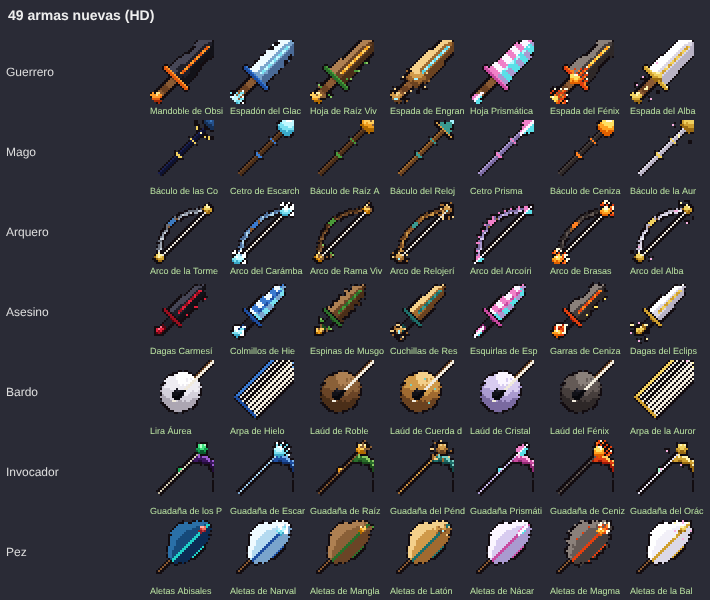 49 armas nuevas (HD)
Guerrero
Mandoble de Obsi Espadón del Glac Hoja de Raíz Viv Espada de Engran Hoja Prismática Espada del Fénix Espada del Alba
Mago
Báculo de las Co Cetro de Escarch Báculo de Raíz A Báculo del Reloj Cetro Prisma Báculo de Ceniza Báculo de la Aur
Arquero
Arco de la Torme Arco del Carámba Arco de Rama Viv Arco de Relojerí Arco del Arcoíri Arco de Brasas Arco del Alba
Asesino
Dagas Carmesí Colmillos de Hie Espinas de Musgo Cuchillas de Res Esquirlas de Esp Garras de Ceniza Dagas del Eclips
Bardo
Lira Áurea Arpa de Hielo Laúd de Roble Laúd de Cuerda d Laúd de Cristal Laúd del Fénix Arpa de la Auror
Invocador
Guadaña de los P Guadaña de Escar Guadaña de Raíz Guadaña del Pénd Guadaña Prismáti Guadaña de Ceniz Guadaña del Orác
Pez
Aletas Abisales Aletas de Narval Aletas de Mangla Aletas de Latón Aletas de Nácar Aletas de Magma Aletas de la Bal